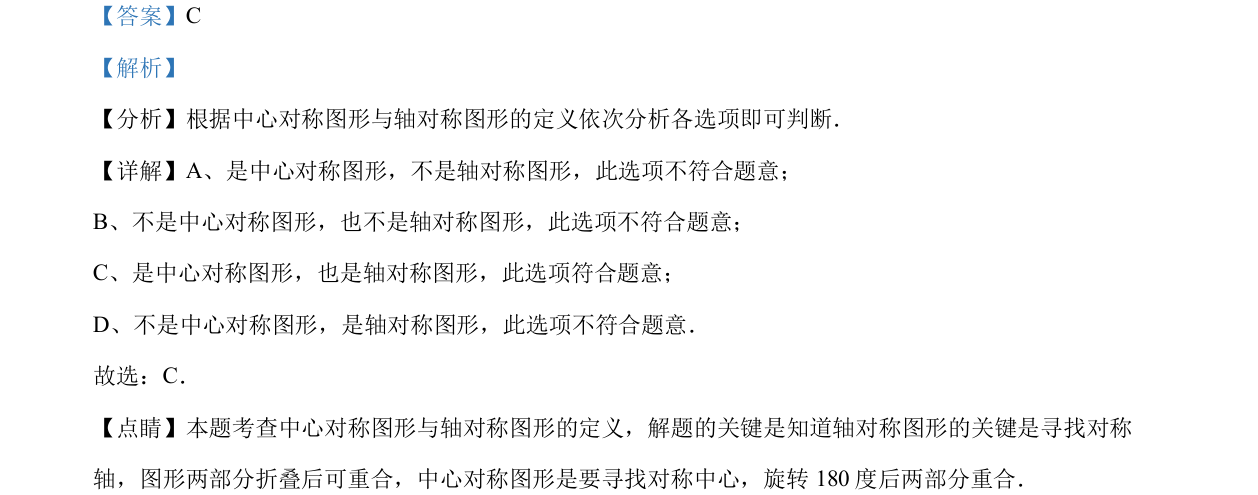 【答案】C
【解析】
【分析】根据中心对称图形与轴对称图形的定义依次分析各选项即可判断．
【详解】A、是中心对称图形，不是轴对称图形，此选项不符合题意；
B、不是中心对称图形，也不是轴对称图形，此选项不符合题意；
C、是中心对称图形，也是轴对称图形，此选项符合题意；
D、不是中心对称图形，是轴对称图形，此选项不符合题意．
故选：C．
【点睛】本题考查中心对称图形与轴对称图形的定义，解题的关键是知道轴对称图形的关键是寻找对称
轴，图形两部分折叠后可重合，中心对称图形是要寻找对称中心，旋转 180 度后两部分重合．